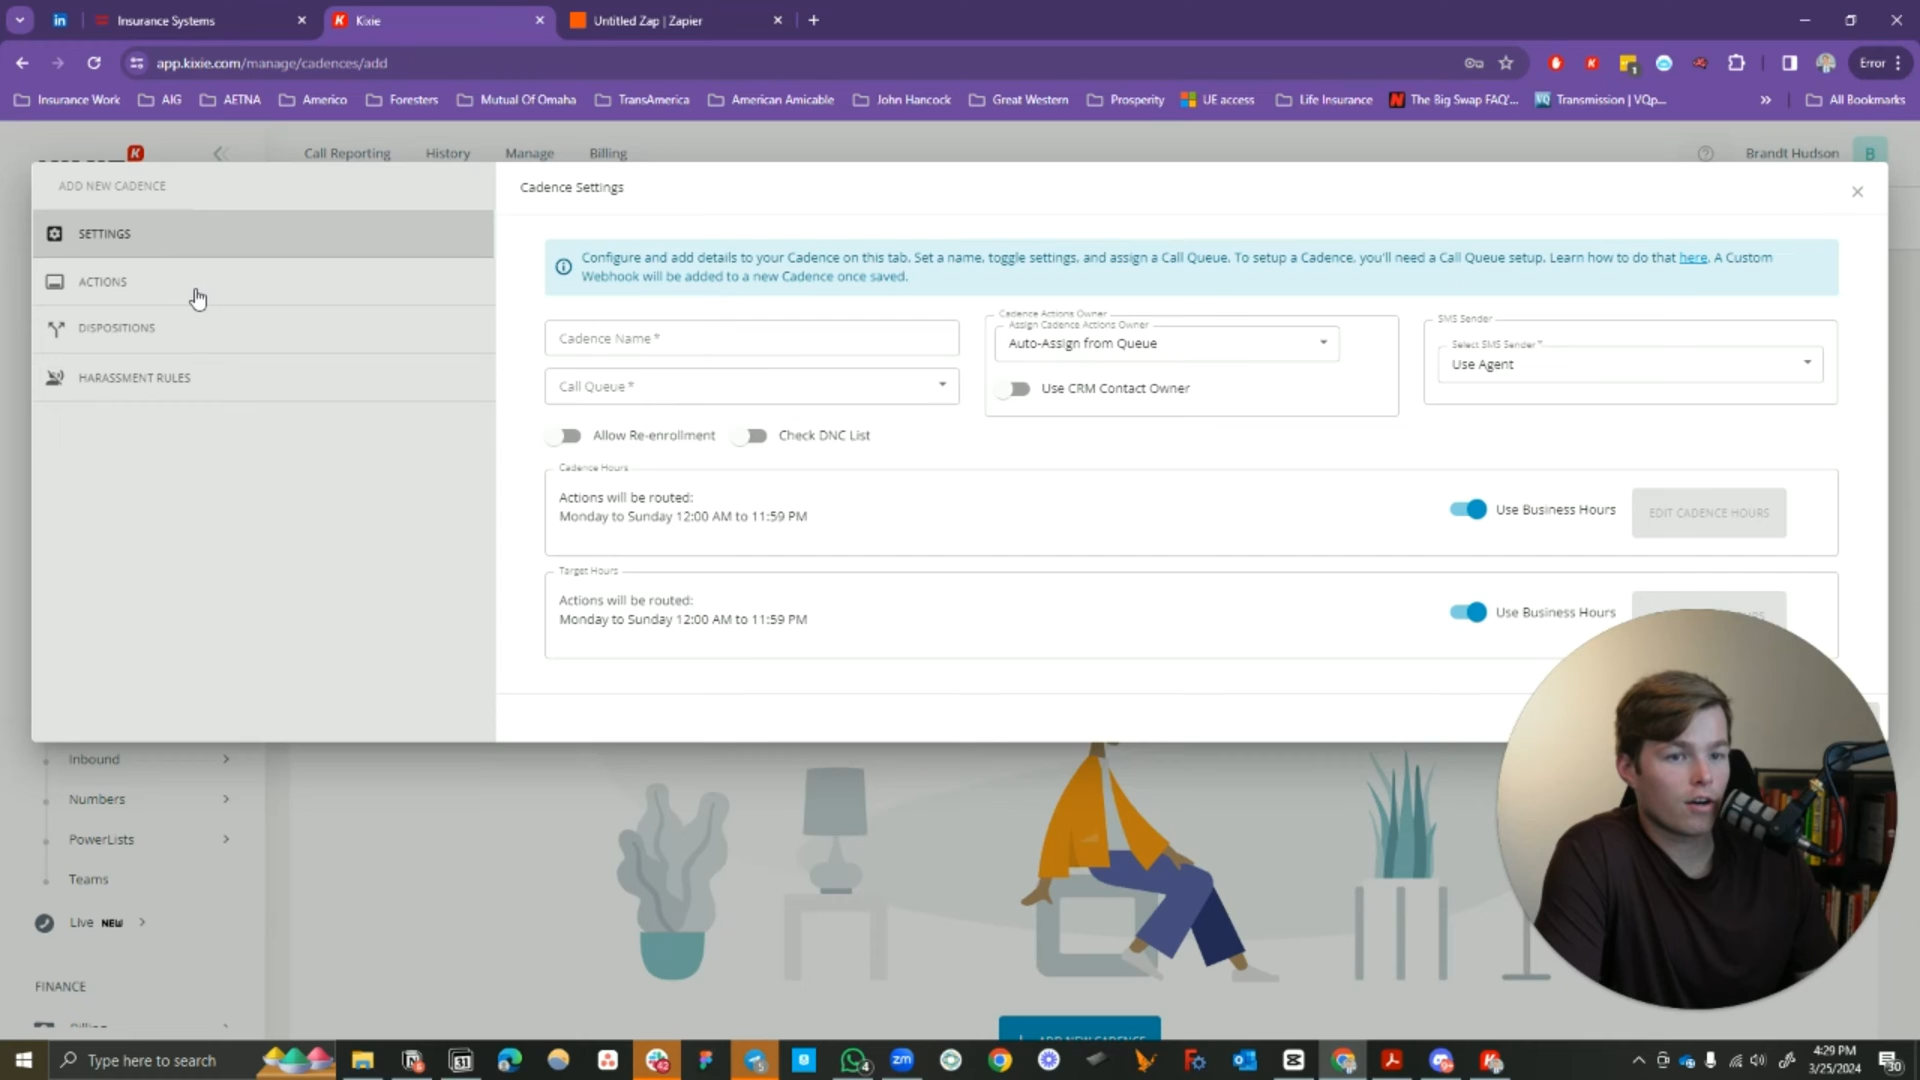 Insurance Systems
Kixie
Untitled Zap | Zapier
app.kixie.com/manage/cadences/add
Error
Insurance Work
AIG
AETNA
Americo
Foresters
Mutual Of Omaha
TransAmerica
American Amicable
John Hancock
Great Western
Prosperity
UE access
Life Insurance
The Big Swap FAQ'...
Transmission | VQp...
All Bookmarks
Call Reporting
History
Manage
Billing
Brandt Hudson
B
ADD NEW CADENCE
SETTINGS
ACTIONS
DISPOSITIONS
HARASSMENT RULES
Cadence Settings
Configure and add details to your Cadence on this tab. Set a name, toggle settings, and assign a Call Queue. To setup a Cadence, you'll need a Call Queue setup. Learn how to do that here. A Custom
Webhook will be added to a new Cadence once saved.
Cadence Name *
Call Queue *
Cadence Actions Owner
Assign Cadence Actions Owner
Auto-Assign from Queue
Use CRM Contact Owner
SMS Sender
Select SMS Sender *
Use Agent
Allow Re-enrollment
Check DNC List
Cadence Hours
Actions will be routed:
Monday to Sunday 12:00 AM to 11:59 PM
Use Business Hours
EDIT CADENCE HOURS
Target Hours
Actions will be routed:
Monday to Sunday 12:00 AM to 11:59 PM
Use Business Hours
Inbound
Numbers
PowerLists
Teams
Live NEW
FINANCE
Billing
ADD NEW CADENCE
Type here to search
4:29 PM
3/25/2024